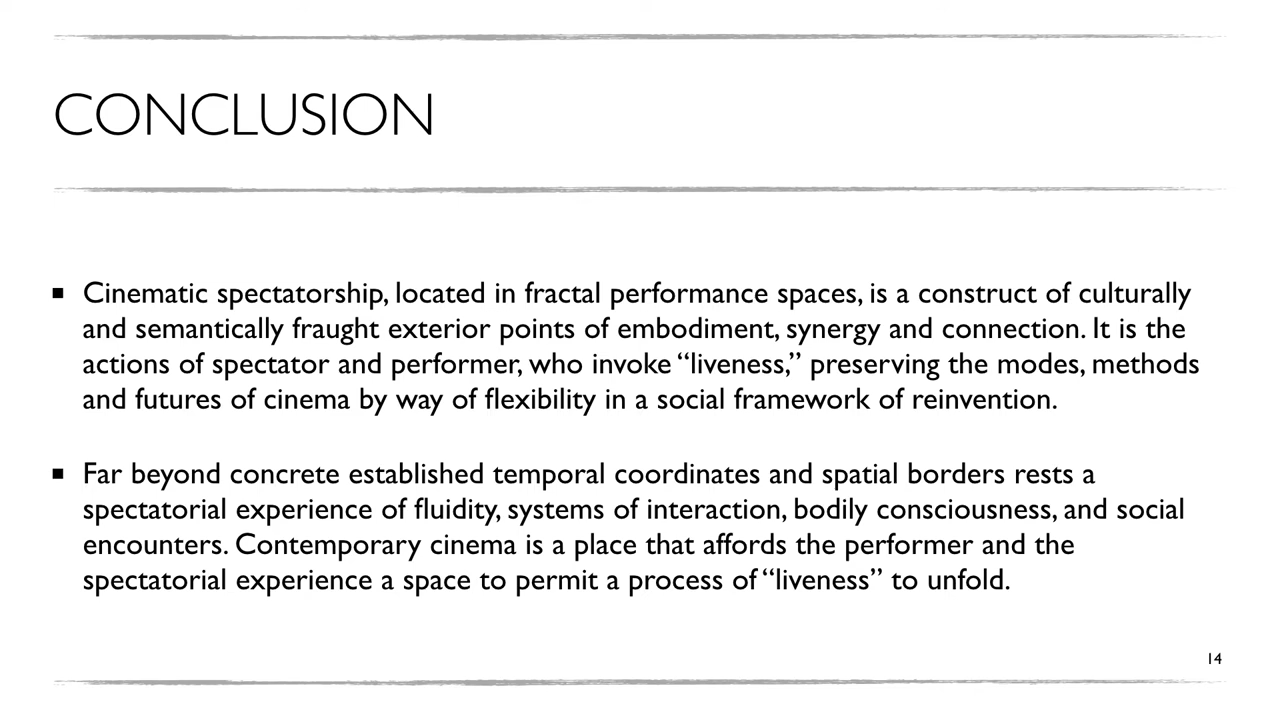 CONCLUSION
▪ Cinematic spectatorship, located in fractal performance spaces, is a construct of culturally
and semantically fraught exterior points of embodiment, synergy and connection. It is the
actions of spectator and performer, who invoke “liveness,” preserving the modes, methods
and futures of cinema by way of flexibility in a social framework of reinvention.
▪ Far beyond concrete established temporal coordinates and spatial borders rests a
spectatorial experience of fluidity, systems of interaction, bodily consciousness, and social
encounters. Contemporary cinema is a place that affords the performer and the
spectatorial experience a space to permit a process of “liveness” to unfold.
14